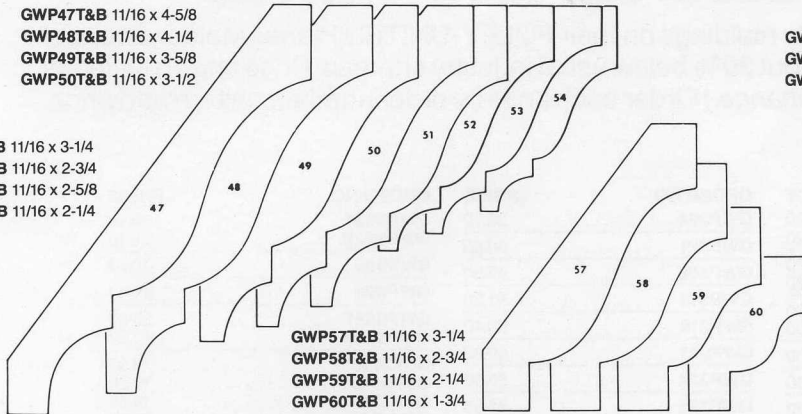 GWP47T&B 11/16 x 4-5/8
GWP48T&B 11/16 x 4-1/4
GWP49T&B 11/16 x 3-5/8
GWP50T&B 11/16 x 3-1/2
B 11/16 x 3-1/4
B 11/16 x 2-3/4
B 11/16 x 2-5/8
B 11/16 x 2-1/4
47
48
49
50
51
52
53
54
GW
GW
GW
57
58
59
60
GWP57T&B 11/16 x 3-1/4
GWP58T&B 11/16 x 2-3/4
GWP59T&B 11/16 x 2-1/4
GWP60T&B 11/16 x 1-3/4